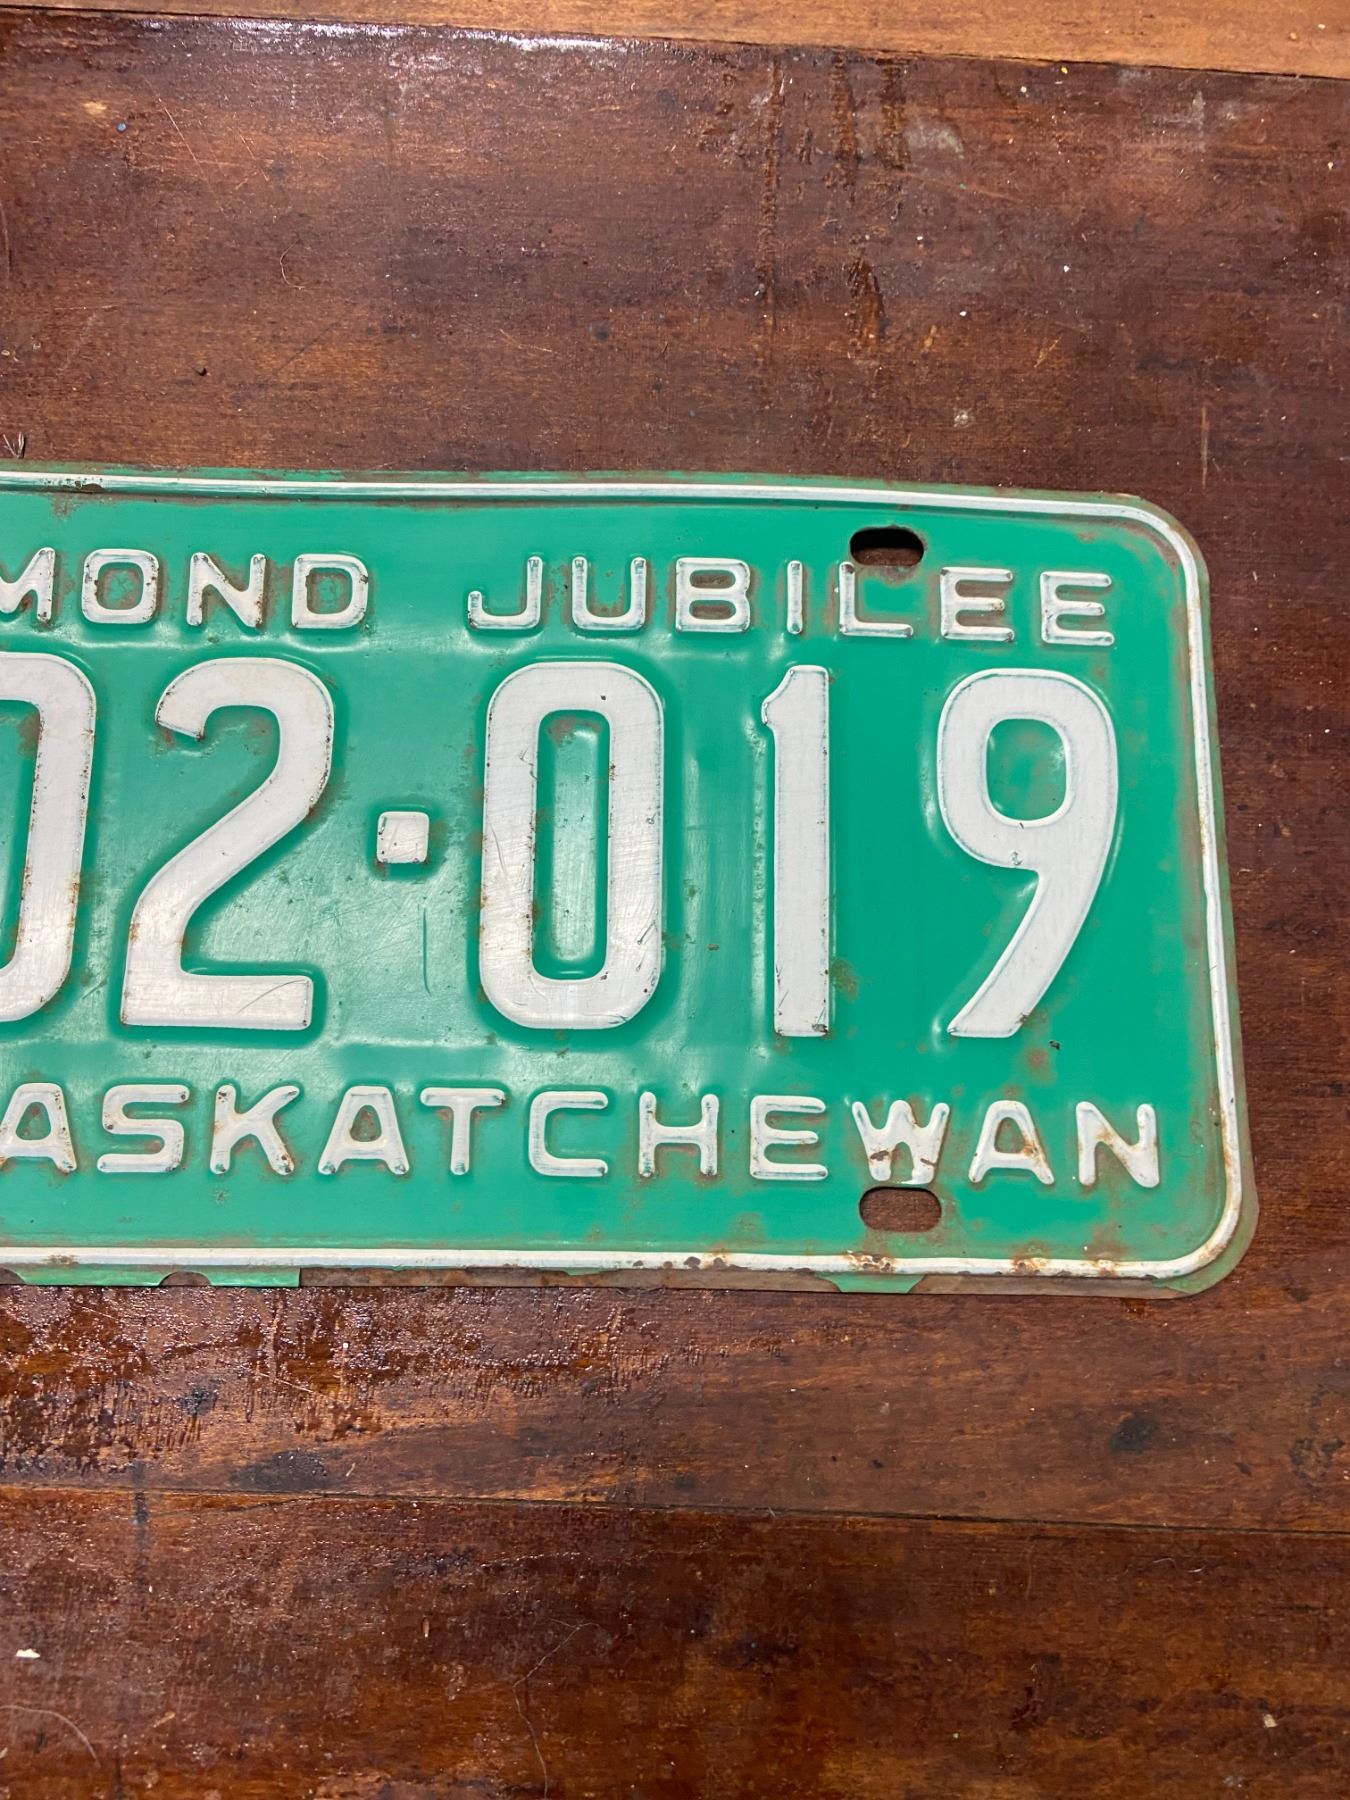 MOND JUBILEE
02·019
ASKATCHEWAN